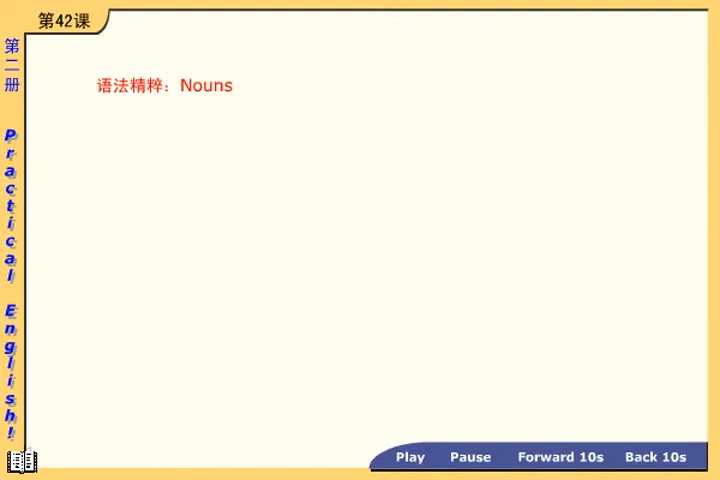 第42课
第二册
Practical English!
语法精粹：Nouns
Play Pause Forward 10s Back 10s